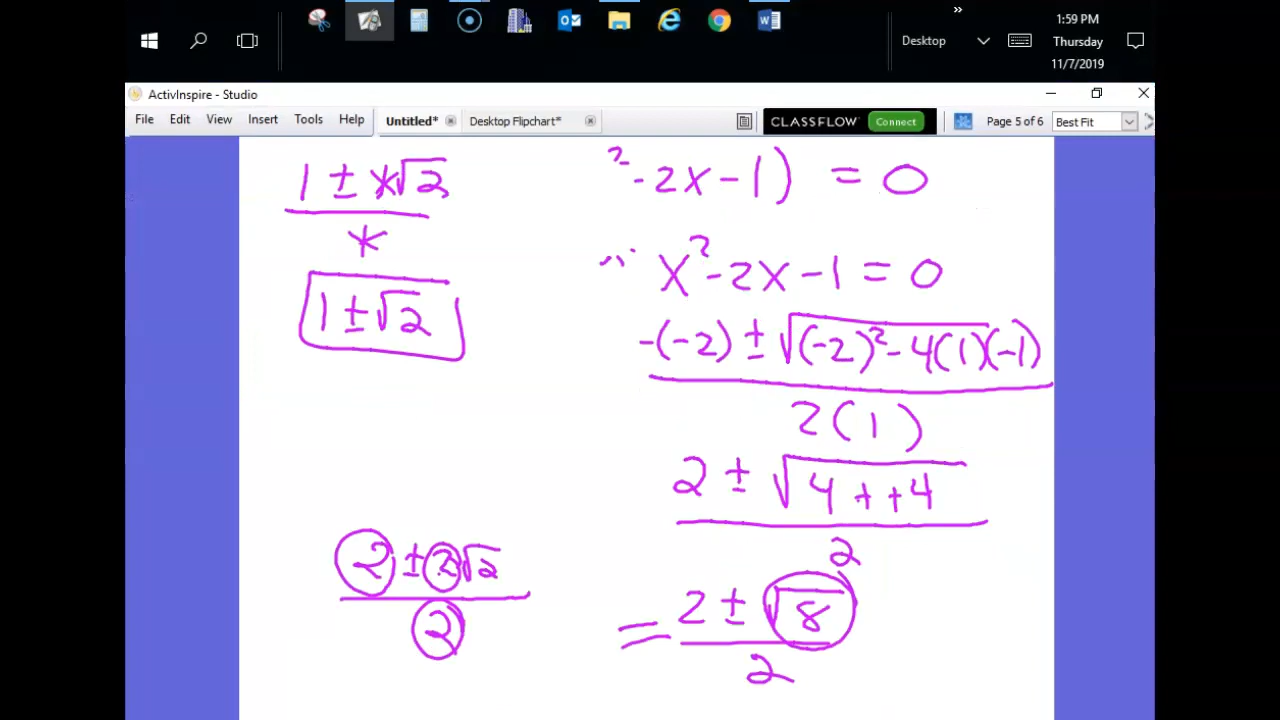 1:59 PM
Desktop
Thursday
11/7/2019
ActivInspire - Studio
File Edit View Insert Tools Help Untitled* Desktop Flipchart* CLASSFLOW Connect Page 5 of 6 Best Fit
1 ± x√2
x
1 ± √2
² - 2x - 1) = 0
x² - 2x - 1 = 0
-(-2) ± √(-2)² - 4(1)(-1)
2(1)
2 ± √4 + +4
2
2 ± 2√2
2
= 2 ± √8
2